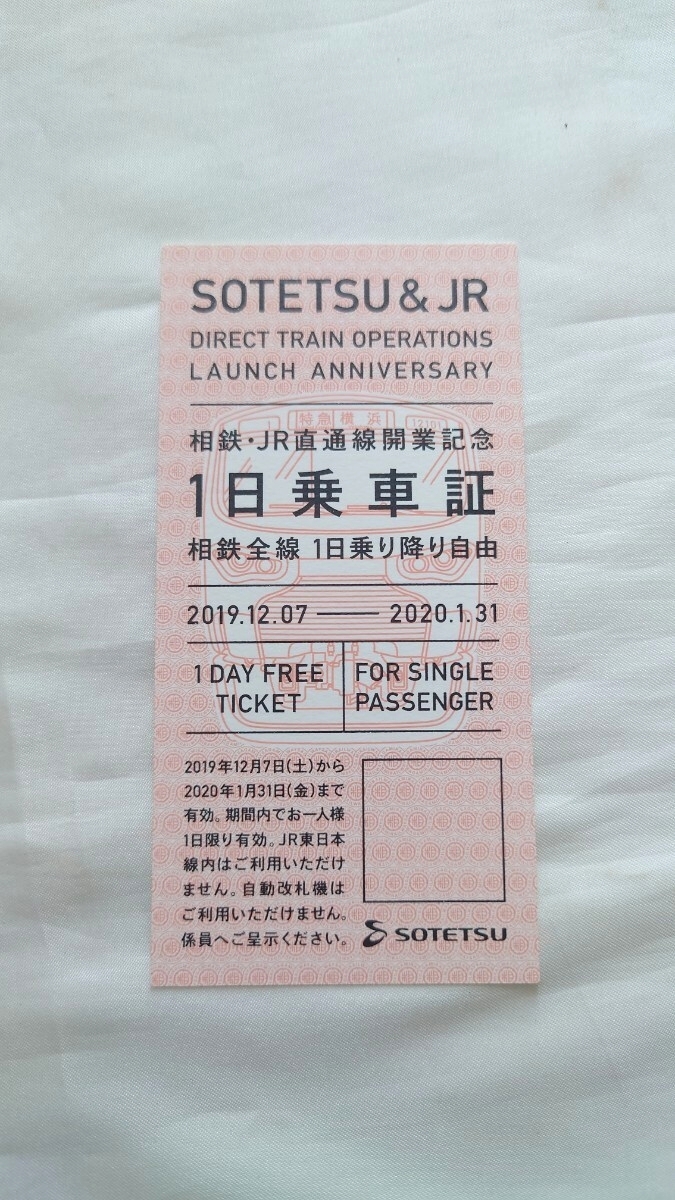 SOTETSU & JR
DIRECT TRAIN OPERATIONS
LAUNCH ANNIVERSARY
特急 横浜
相鉄・JR直通線開業記念
1日乗車証
相鉄全線 1日乗り降り自由
2019.12.07 —— 2020.1.31
1 DAY FREE
TICKET
FOR SINGLE
PASSENGER
2019年12月7日(土)から
2020年1月31日(金)まで
有効。期間内でお一人様
1日限り有効。JR東日本
線内はご利用いただけ
ません。自動改札機は
ご利用いただけません。
係員へご呈示ください。
SOTETSU